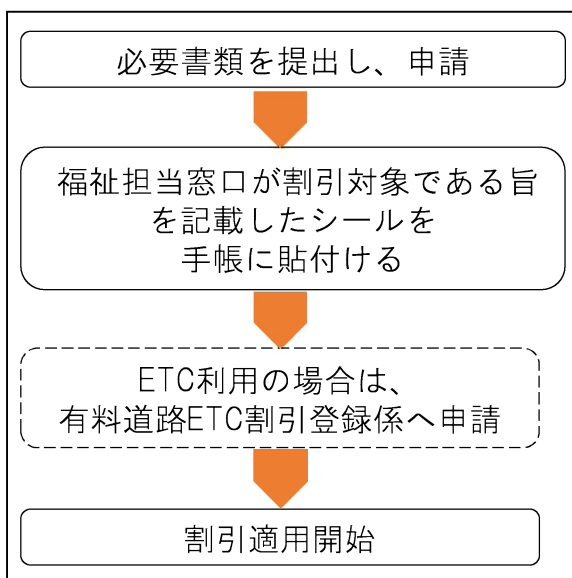 必要書類を提出し、申請
福祉担当窓口が割引対象である旨
を記載したシールを
手帳に貼付ける
ETC利用の場合は、
有料道路ETC割引登録係へ申請
割引適用開始